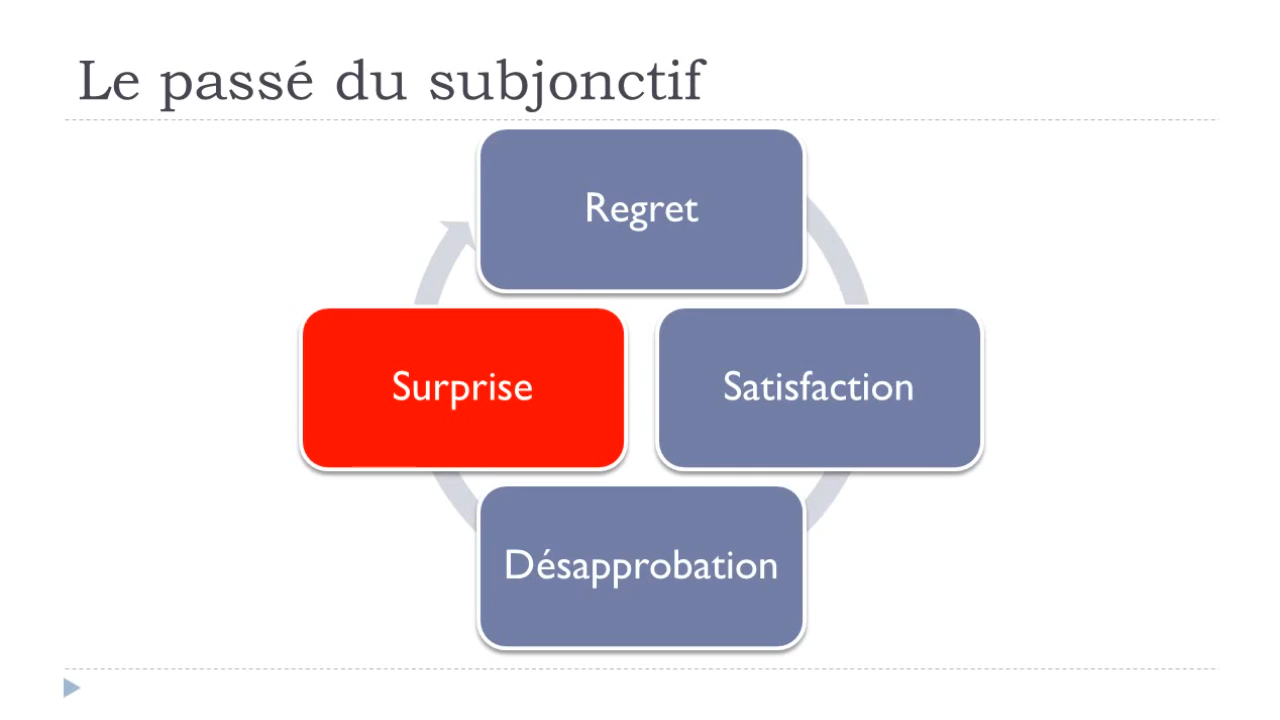 Le passé du subjonctif
Regret
Surprise
Satisfaction
Désapprobation